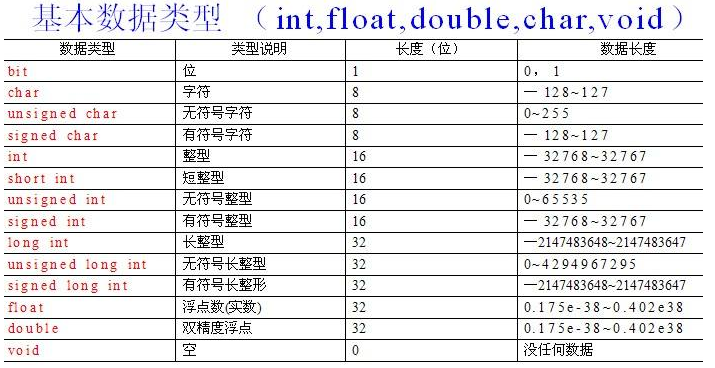 基本数据类型 （int,float,double,char,void）
数据类型 类型说明 长度（位） 数据长度
bit 位 1 0， 1
char 字符 8 —128~127
unsigned char 无符号字符 8 0~255
signed char 有符号字符 8 —128~127
int 整型 16 —32768~32767
short int 短整型 16 —32768~32767
unsigned int 无符号整型 16 0~65535
signed int 有符号整型 16 —32768~32767
long int 长整型 32 —2147483648~2147483647
unsigned long int 无符号长整型 32 0~4294967295
signed long int 有符号长整形 32 —2147483648~2147483647
float 浮点数(实数) 32 0.175e-38~0.402e38
double 双精度浮点 32 0.175e-38~0.402e38
void 空 0 没任何数据